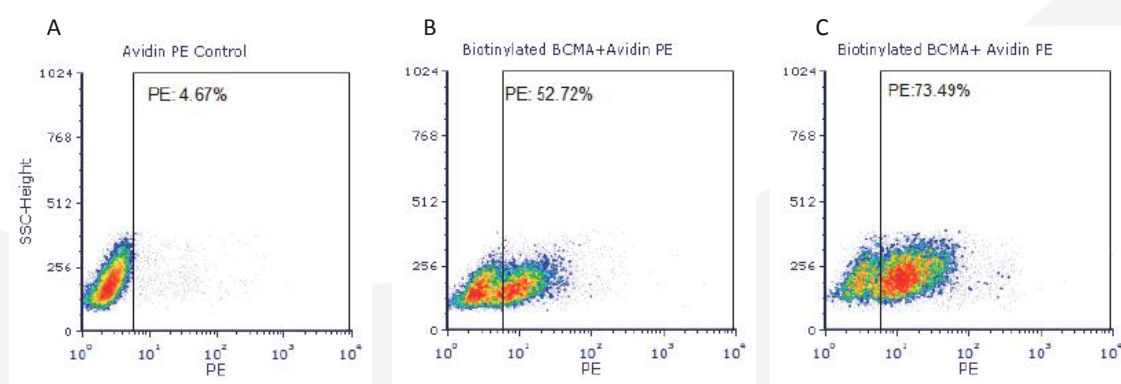 A
Avidin PE Control
1024
768
512
256
0
SSC-Height
PE: 4.67%
10⁰ 10¹ 10² 10³ 10⁴
PE
B
Biotinylated BCMA+Avidin PE
1024
768
512
256
0
PE: 52.72%
10⁰ 10¹ 10² 10³ 10⁴
PE
C
Biotinylated BCMA+ Avidin PE
1024
768
512
256
0
PE:73.49%
10⁰ 10¹ 10² 10³ 10⁴
PE